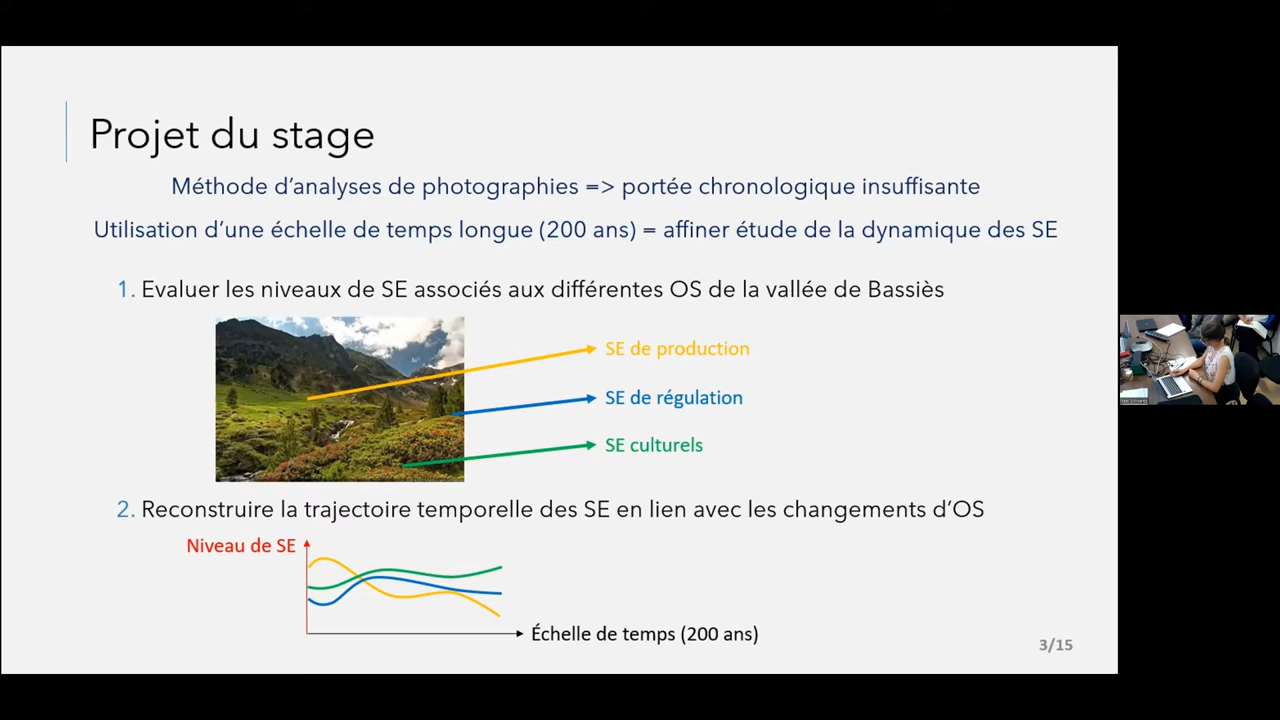 Projet du stage
Méthode d’analyses de photographies => portée chronologique insuffisante
Utilisation d’une échelle de temps longue (200 ans) = affiner étude de la dynamique des SE
1. Evaluer les niveaux de SE associés aux différentes OS de la vallée de Bassiès
SE de production
SE de régulation
SE culturels
2. Reconstruire la trajectoire temporelle des SE en lien avec les changements d’OS
Niveau de SE
Échelle de temps (200 ans)
3/15